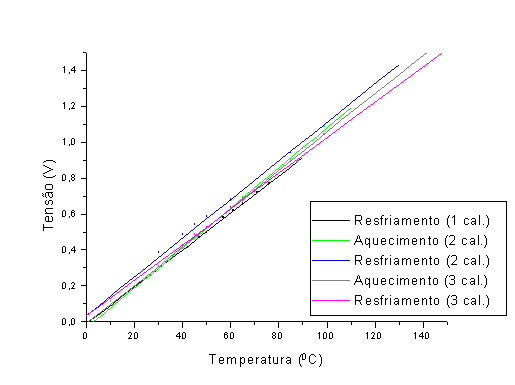 1,4
1,2
1,0
0,8
0,6
0,4
0,2
0,0
Tensão (V)
0 20 40 60 80 100 120 140
Temperatura (⁰C)
Resfriamento (1 cal.)
Aquecimento (2 cal.)
Resfriamento (2 cal.)
Aquecimento (3 cal.)
Resfriamento (3 cal.)